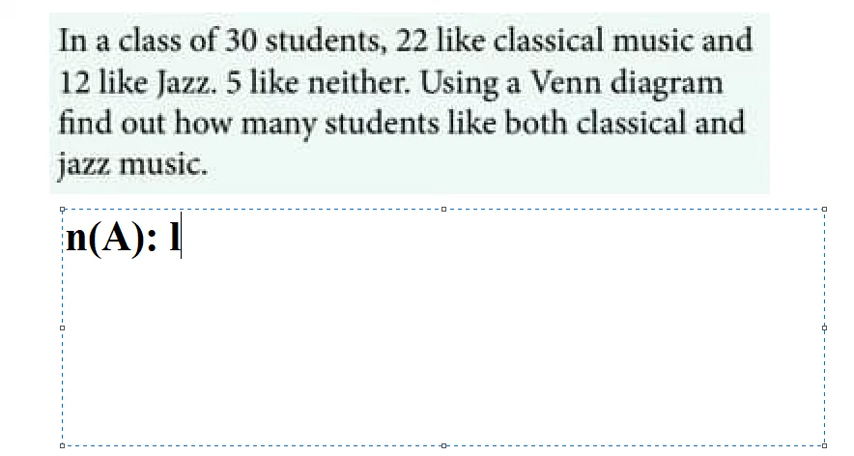 In a class of 30 students, 22 like classical music and
12 like Jazz. 5 like neither. Using a Venn diagram
find out how many students like both classical and
jazz music.
n(A): l